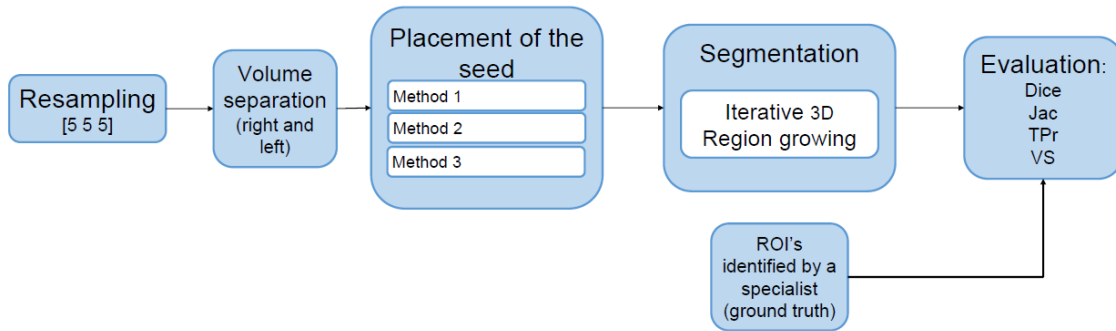 Resampling
[5 5 5]
Volume
separation
(right and
left)
Placement of the
seed
Method 1
Method 2
Method 3
Segmentation
Iterative 3D
Region growing
Evaluation:
Dice
Jac
TPr
VS
ROI's
identified by a
specialist
(ground truth)